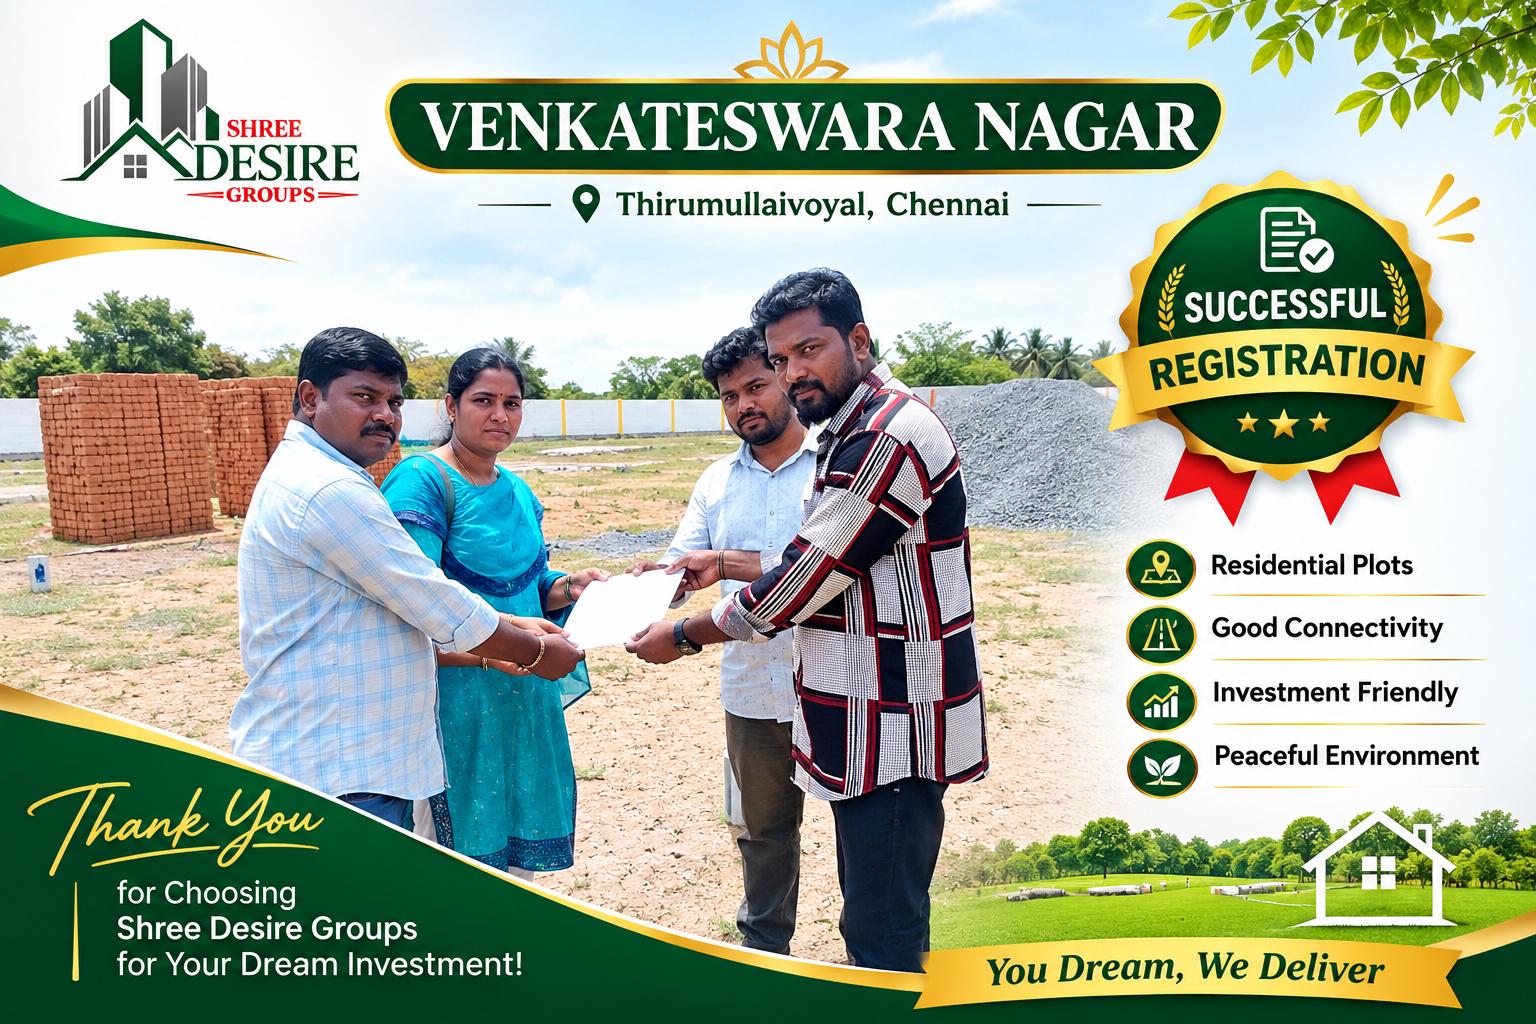 SHREE
DESIRE
GROUPS
VENKATESWARA NAGAR
Thirumullaivoyal, Chennai
SUCCESSFUL
REGISTRATION
Residential Plots
Good Connectivity
Investment Friendly
Peaceful Environment
Thank You
for Choosing
Shree Desire Groups
for Your Dream Investment!
You Dream, We Deliver